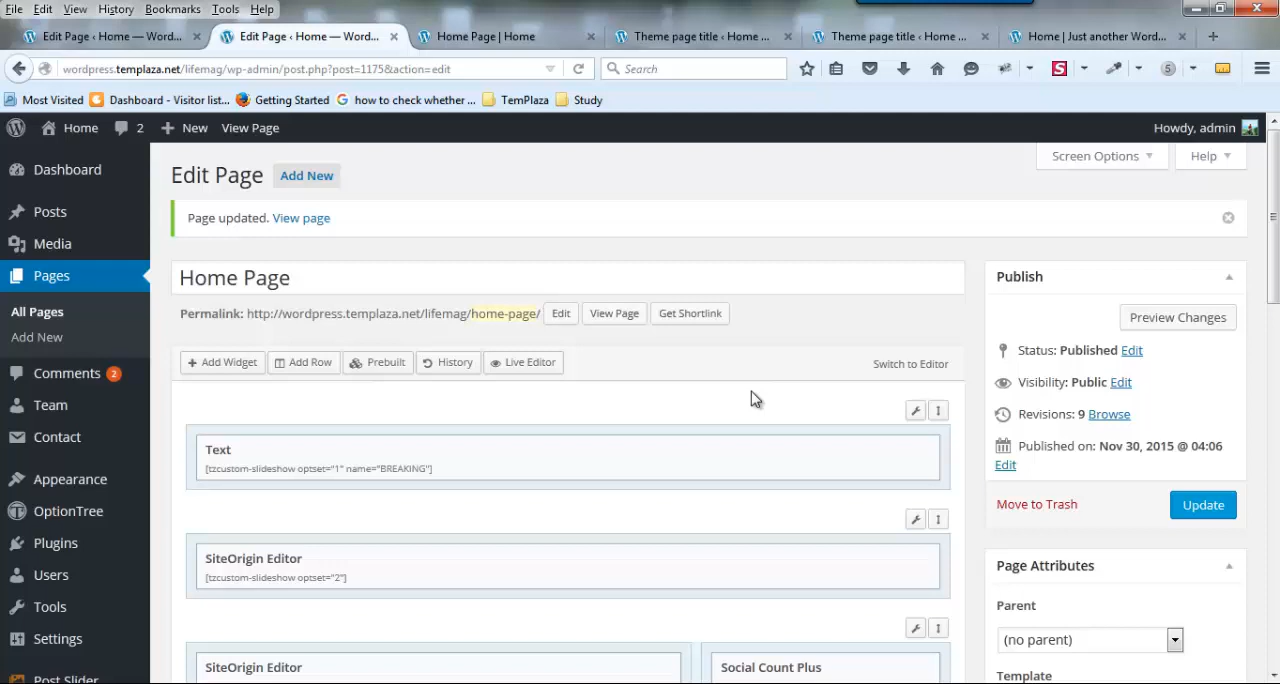 File Edit View History Bookmarks Tools Help
Edit Page ‹ Home — Word... × Edit Page ‹ Home — Word... × Home Page | Home × Theme page title ‹ Home ... × Theme page title ‹ Home ... × Home | Just another Word... × +
wordpress.templaza.net/lifemag/wp-admin/post.php?post=1175&action=edit Search S 5
Most Visited Dashboard - Visitor list... Getting Started how to check whether ... TemPlaza Study
Home 2 + New View Page Howdy, admin
Screen Options Help
Dashboard
Posts
Media
Pages
All Pages
Add New
Comments 2
Team
Contact
Appearance
OptionTree
Plugins
Users
Tools
Settings
Post Slider
Edit Page Add New
Page updated. View page
Home Page
Permalink: http://wordpress.templaza.net/lifemag/home-page/ Edit View Page Get Shortlink
+ Add Widget Add Row Prebuilt History Live Editor Switch to Editor
Text
[tzcustom-slideshow optset="1" name="BREAKING"]
SiteOrigin Editor
[tzcustom-slideshow optset="2"]
SiteOrigin Editor Social Count Plus
Publish
Preview Changes
Status: Published Edit
Visibility: Public Edit
Revisions: 9 Browse
Published on: Nov 30, 2015 @ 04:06
Edit
Move to Trash Update
Page Attributes
Parent
(no parent)
Template